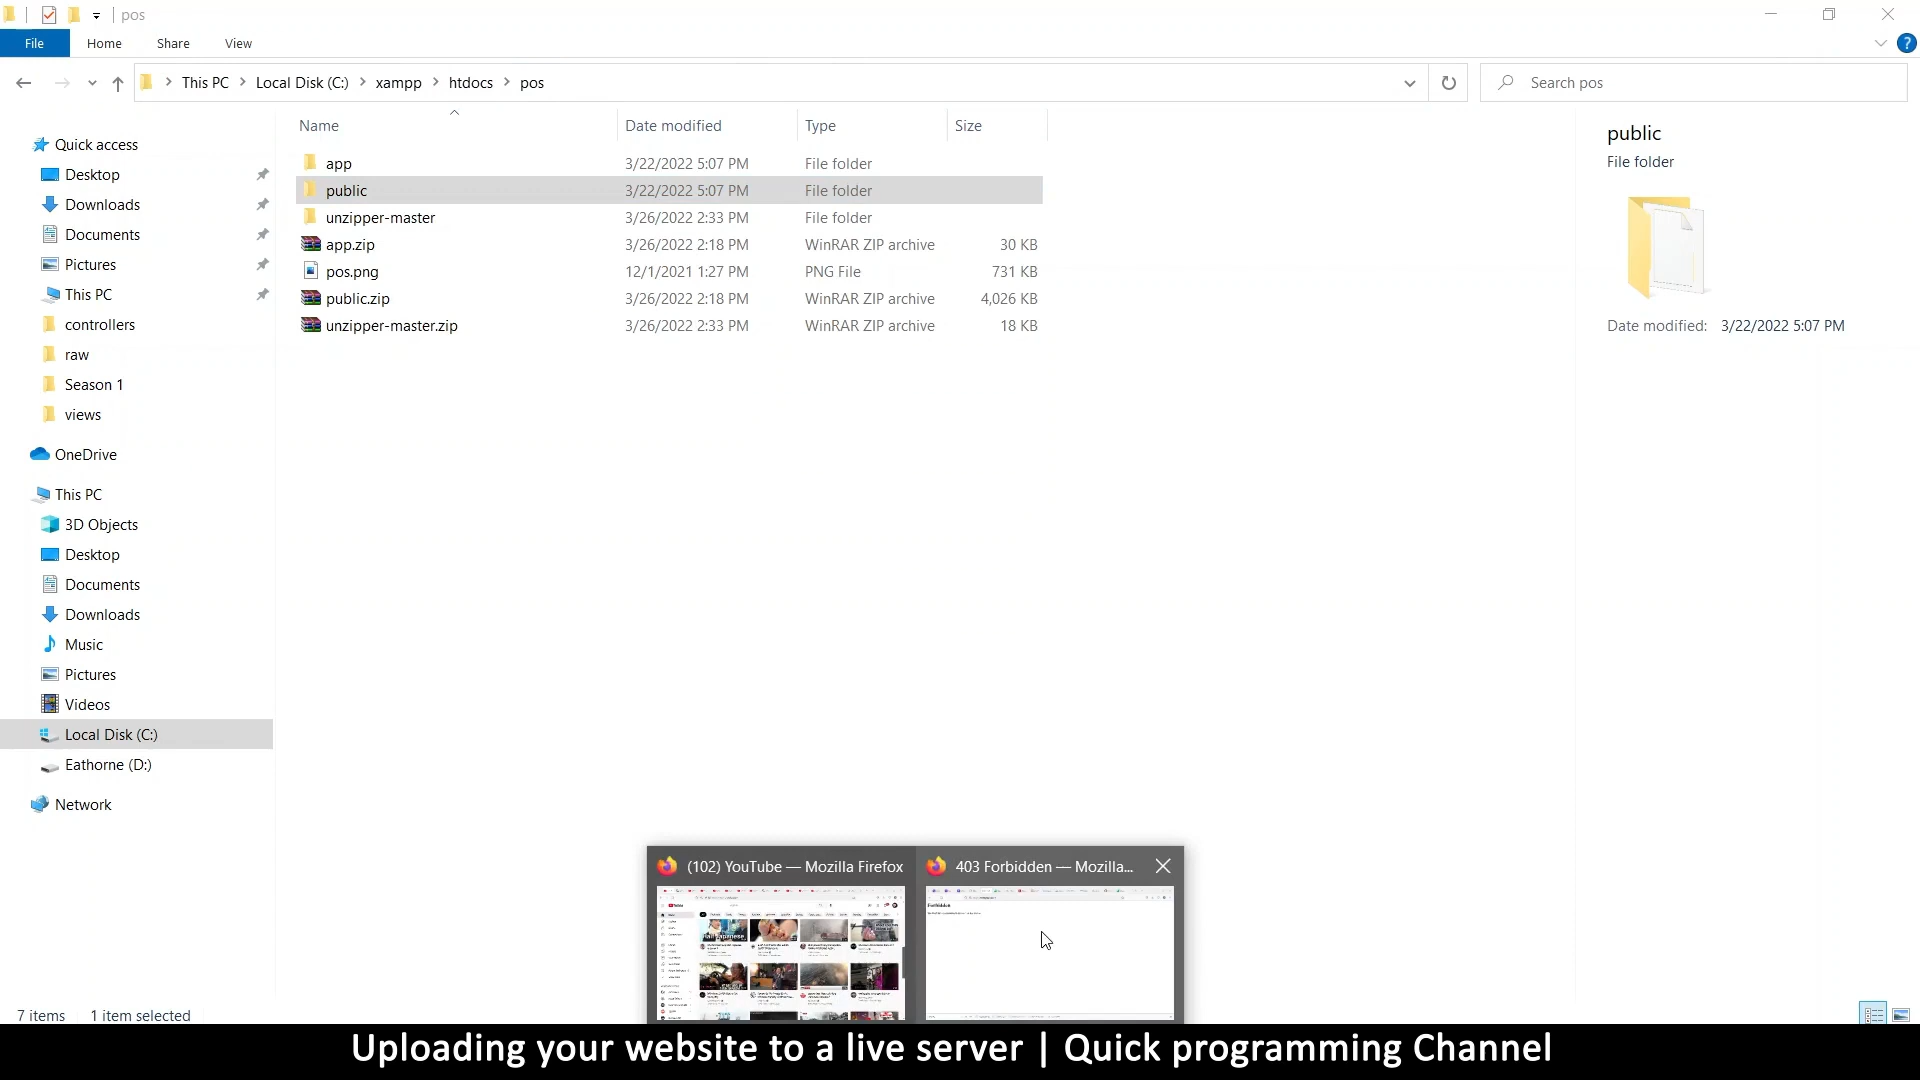 pos
File Home Share View
This PC Local Disk (C:) xampp htdocs pos
Search pos
Name Date modified Type Size
app 3/22/2022 5:07 PM File folder
public 3/22/2022 5:07 PM File folder
unzipper-master 3/26/2022 2:33 PM File folder
app.zip 3/26/2022 2:18 PM WinRAR ZIP archive 30 KB
pos.png 12/1/2021 1:27 PM PNG File 731 KB
public.zip 3/26/2022 2:18 PM WinRAR ZIP archive 4,026 KB
unzipper-master.zip 3/26/2022 2:33 PM WinRAR ZIP archive 18 KB
Quick access
Desktop
Downloads
Documents
Pictures
This PC
controllers
raw
Season 1
views
OneDrive
This PC
3D Objects
Desktop
Documents
Downloads
Music
Pictures
Videos
Local Disk (C:)
Eathorne (D:)
Network
public
File folder
Date modified: 3/22/2022 5:07 PM
(102) YouTube — Mozilla Firefox
403 Forbidden — Mozilla...
Forbidden
7 items 1 item selected
Uploading your website to a live server | Quick programming Channel